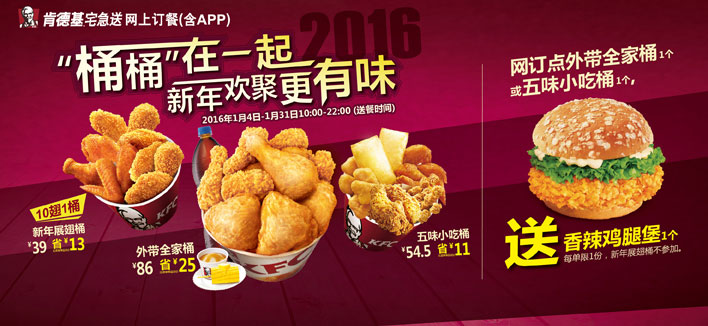 肯德基宅急送 网上订餐(含APP)
2016
“桶桶”在一起
新年欢聚更有味
2016年1月4日-1月31日10:00-22:00 (送餐时间)
网订点外带全家桶1个
或五味小吃桶1个,
10翅1桶
新年展翅桶
¥39 省¥13
外带全家桶
¥86 省¥25
五味小吃桶
¥54.5 省¥11
KFC
KFC
KFC
送 香辣鸡腿堡1个
每单限1份，新年展翅桶不参加。